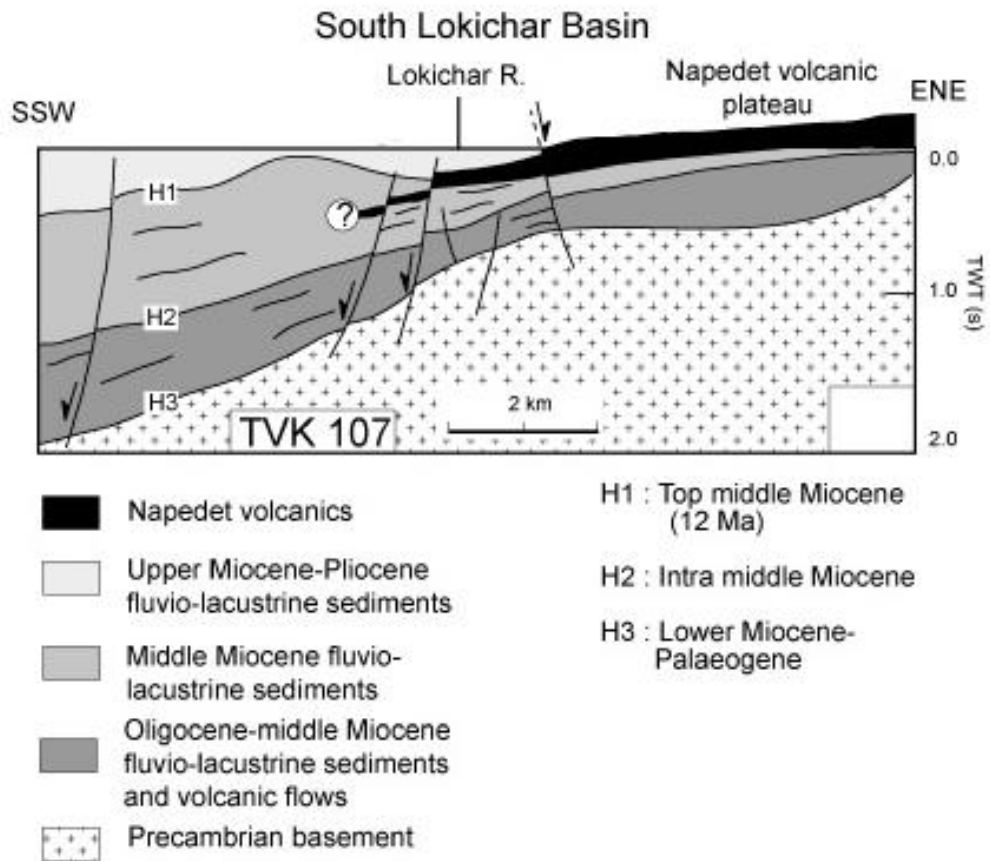 South Lokichar Basin
Lokichar R.
Napedet volcanic
plateau
SSW
ENE
0.0
H1
?
1.0
TWT (s)
H2
H3
2 km
TVK 107
2.0
Napedet volcanics
Upper Miocene-Pliocene
fluvio-lacustrine sediments
Middle Miocene fluvio-
lacustrine sediments
Oligocene-middle Miocene
fluvio-lacustrine sediments
and volcanic flows
Precambrian basement
H1 : Top middle Miocene
(12 Ma)
H2 : Intra middle Miocene
H3 : Lower Miocene-
Palaeogene